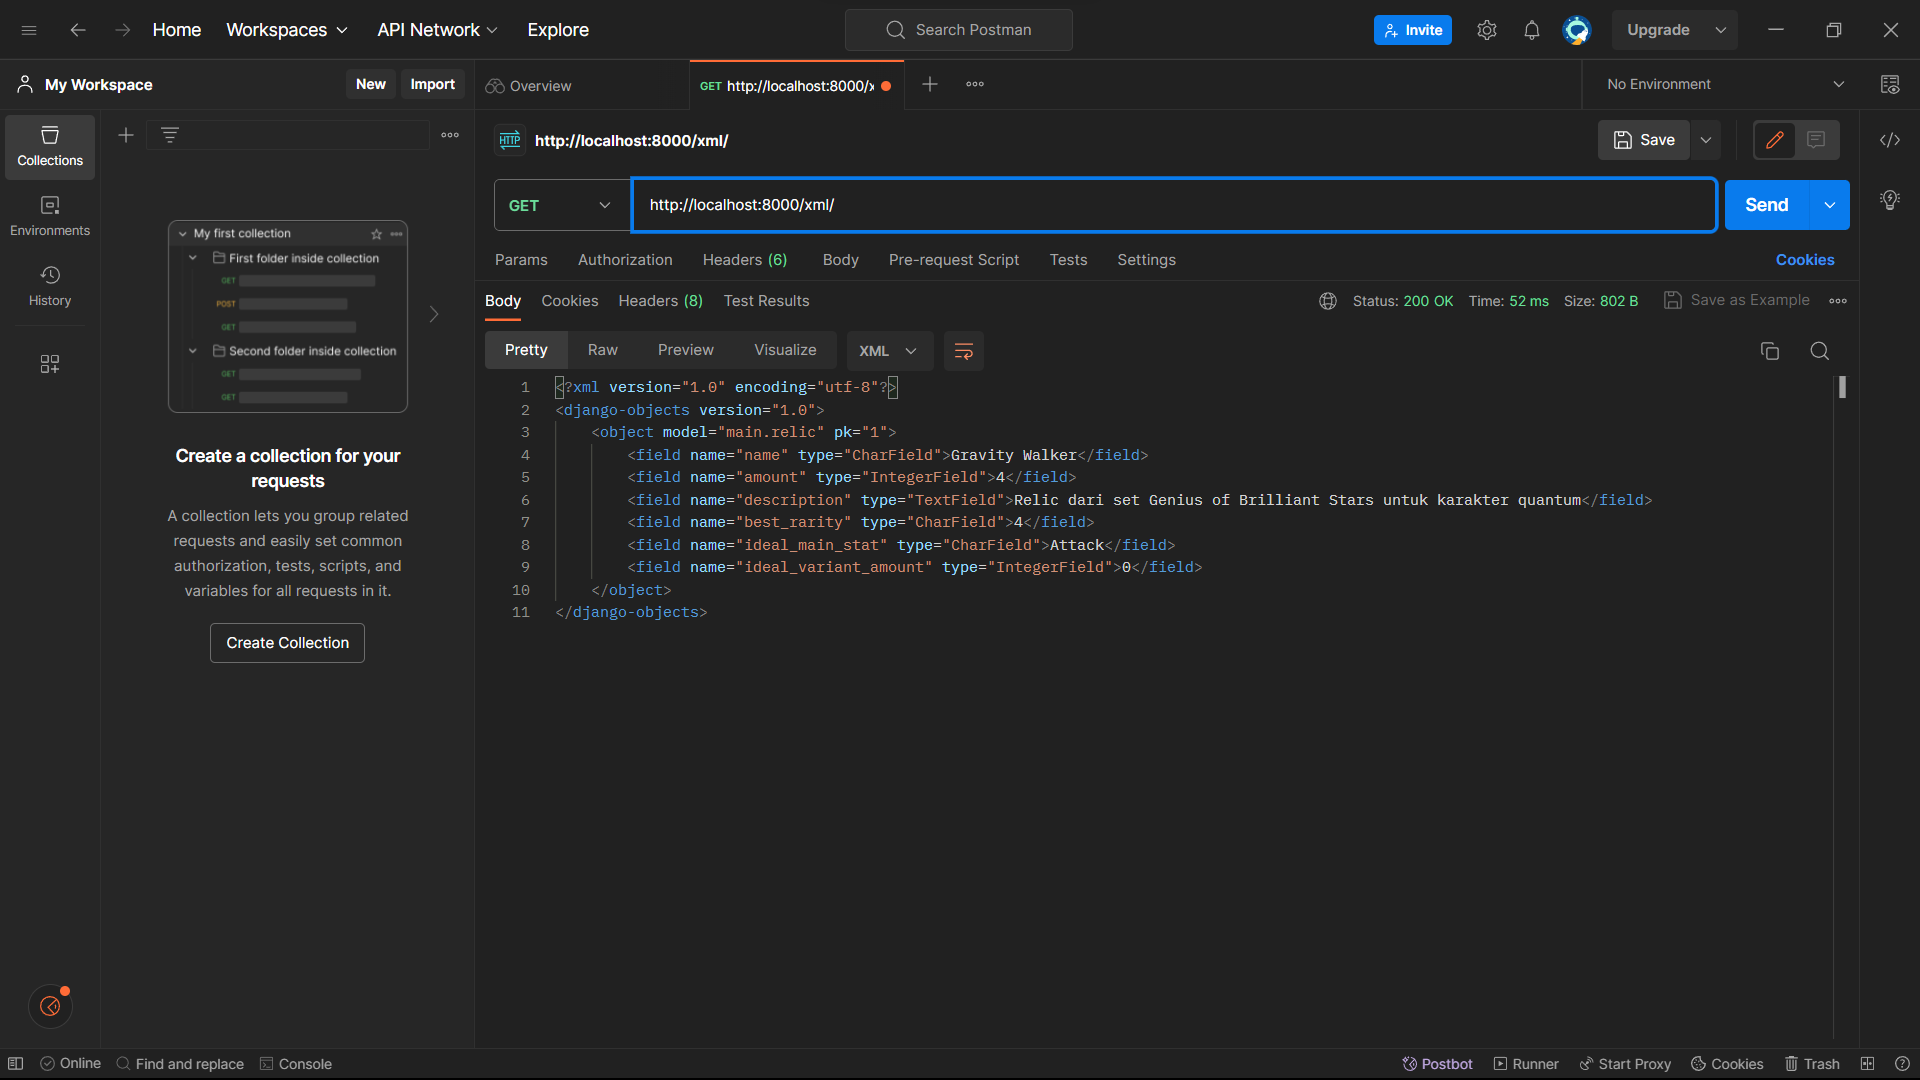 Home Workspaces API Network Explore Search Postman Invite Upgrade
My Workspace New Import Overview GET http://localhost:8000/x No Environment
Collections
Environments
History
My first collection
First folder inside collection
GET
POST
GET
Second folder inside collection
GET
GET
Create a collection for your
requests
A collection lets you group related
requests and easily set common
authorization, tests, scripts, and
variables for all requests in it.
Create Collection
HTTP http://localhost:8000/xml/ Save
GET http://localhost:8000/xml/ Send
Params Authorization Headers (6) Body Pre-request Script Tests Settings Cookies
Body Cookies Headers (8) Test Results Status: 200 OK Time: 52 ms Size: 802 B Save as Example
Pretty Raw Preview Visualize XML
1 <?xml version="1.0" encoding="utf-8"?>
2 <django-objects version="1.0">
3 <object model="main.relic" pk="1">
4 <field name="name" type="CharField">Gravity Walker</field>
5 <field name="amount" type="IntegerField">4</field>
6 <field name="description" type="TextField">Relic dari set Genius of Brilliant Stars untuk karakter quantum</field>
7 <field name="best_rarity" type="CharField">4</field>
8 <field name="ideal_main_stat" type="CharField">Attack</field>
9 <field name="ideal_variant_amount" type="IntegerField">0</field>
10 </object>
11 </django-objects>
Online Find and replace Console Postbot Runner Start Proxy Cookies Trash